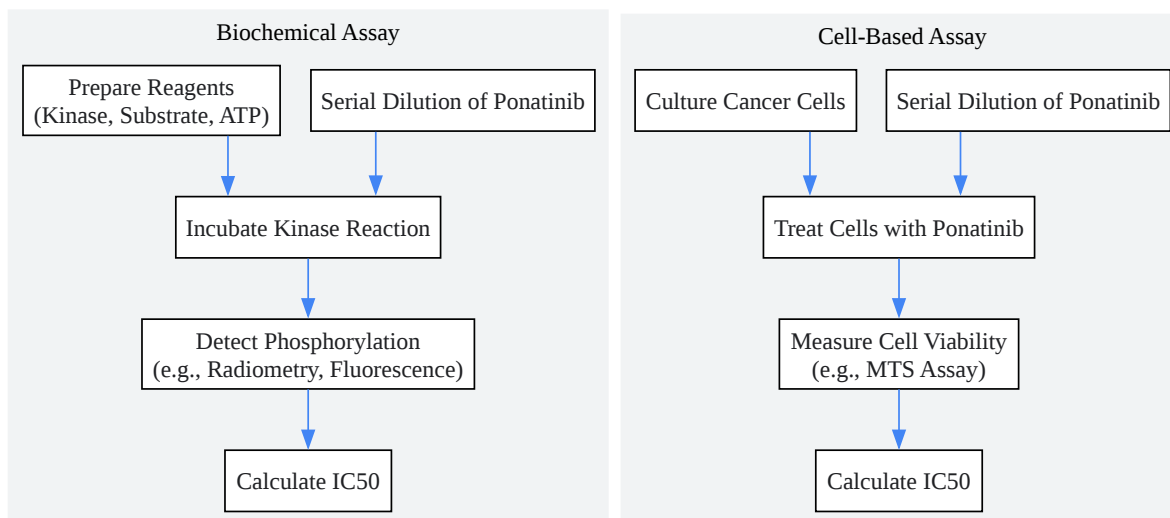 Biochemical Assay
Prepare Reagents
(Kinase, Substrate, ATP)
Serial Dilution of Ponatinib
Incubate Kinase Reaction
Detect Phosphorylation
(e.g., Radiometry, Fluorescence)
Calculate IC50
Cell-Based Assay
Culture Cancer Cells
Serial Dilution of Ponatinib
Treat Cells with Ponatinib
Measure Cell Viability
(e.g., MTS Assay)
Calculate IC50